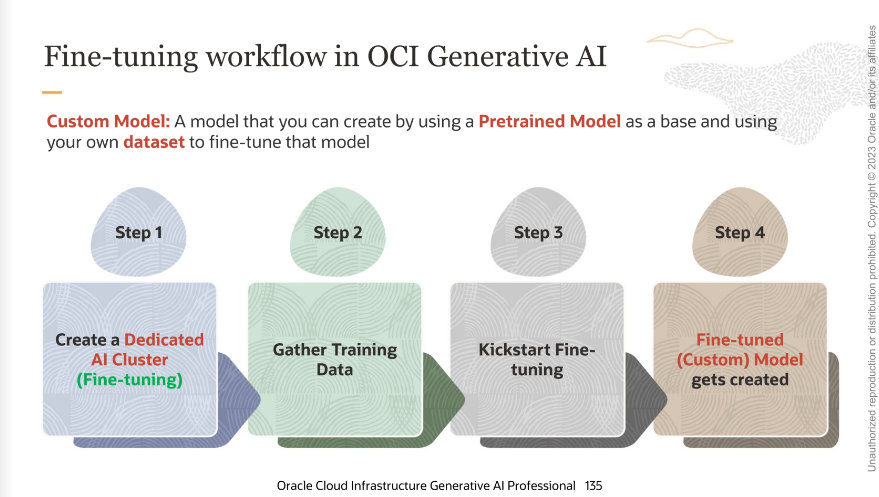 Fine-tuning workflow in OCI Generative AI
Custom Model: A model that you can create by using a Pretrained Model as a base and using
your own dataset to fine-tune that model
Step 1
Step 2
Step 3
Step 4
Create a Dedicated
AI Cluster
(Fine-tuning)
Gather Training
Data
Kickstart Fine-
tuning
Fine-tuned
(Custom) Model
gets created
Oracle Cloud Infrastructure Generative AI Professional 135
Unauthorized reproduction or distribution prohibited. Copyright © 2023 Oracle and/or its affiliates